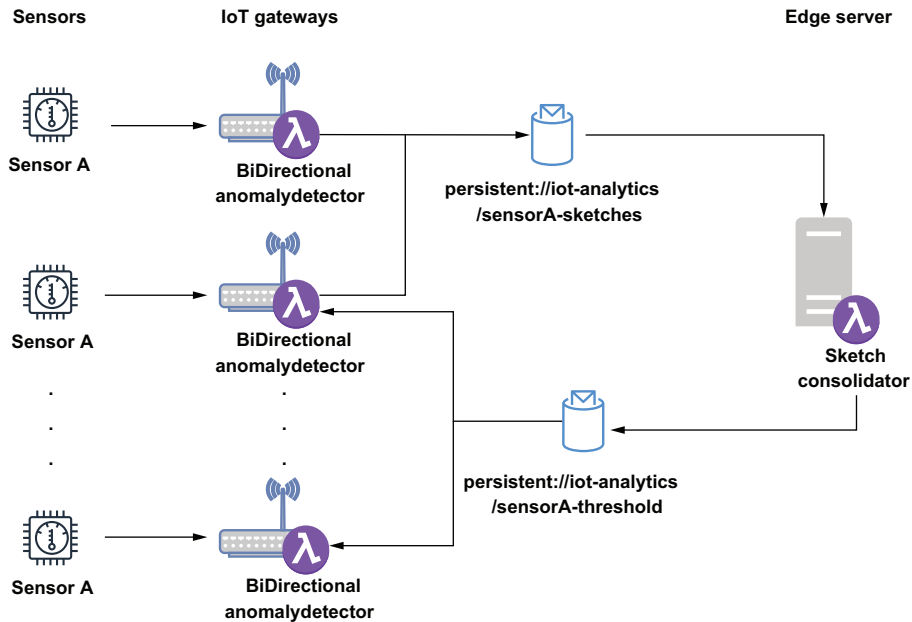 Sensors
IoT gateways
Edge server
Sensor A
λ
BiDirectional
anomalydetector
persistent://iot-analytics
/sensorA-sketches
Sensor A
λ
BiDirectional
anomalydetector
λ
Sketch
consolidator
persistent://iot-analytics
/sensorA-threshold
Sensor A
λ
BiDirectional
anomalydetector